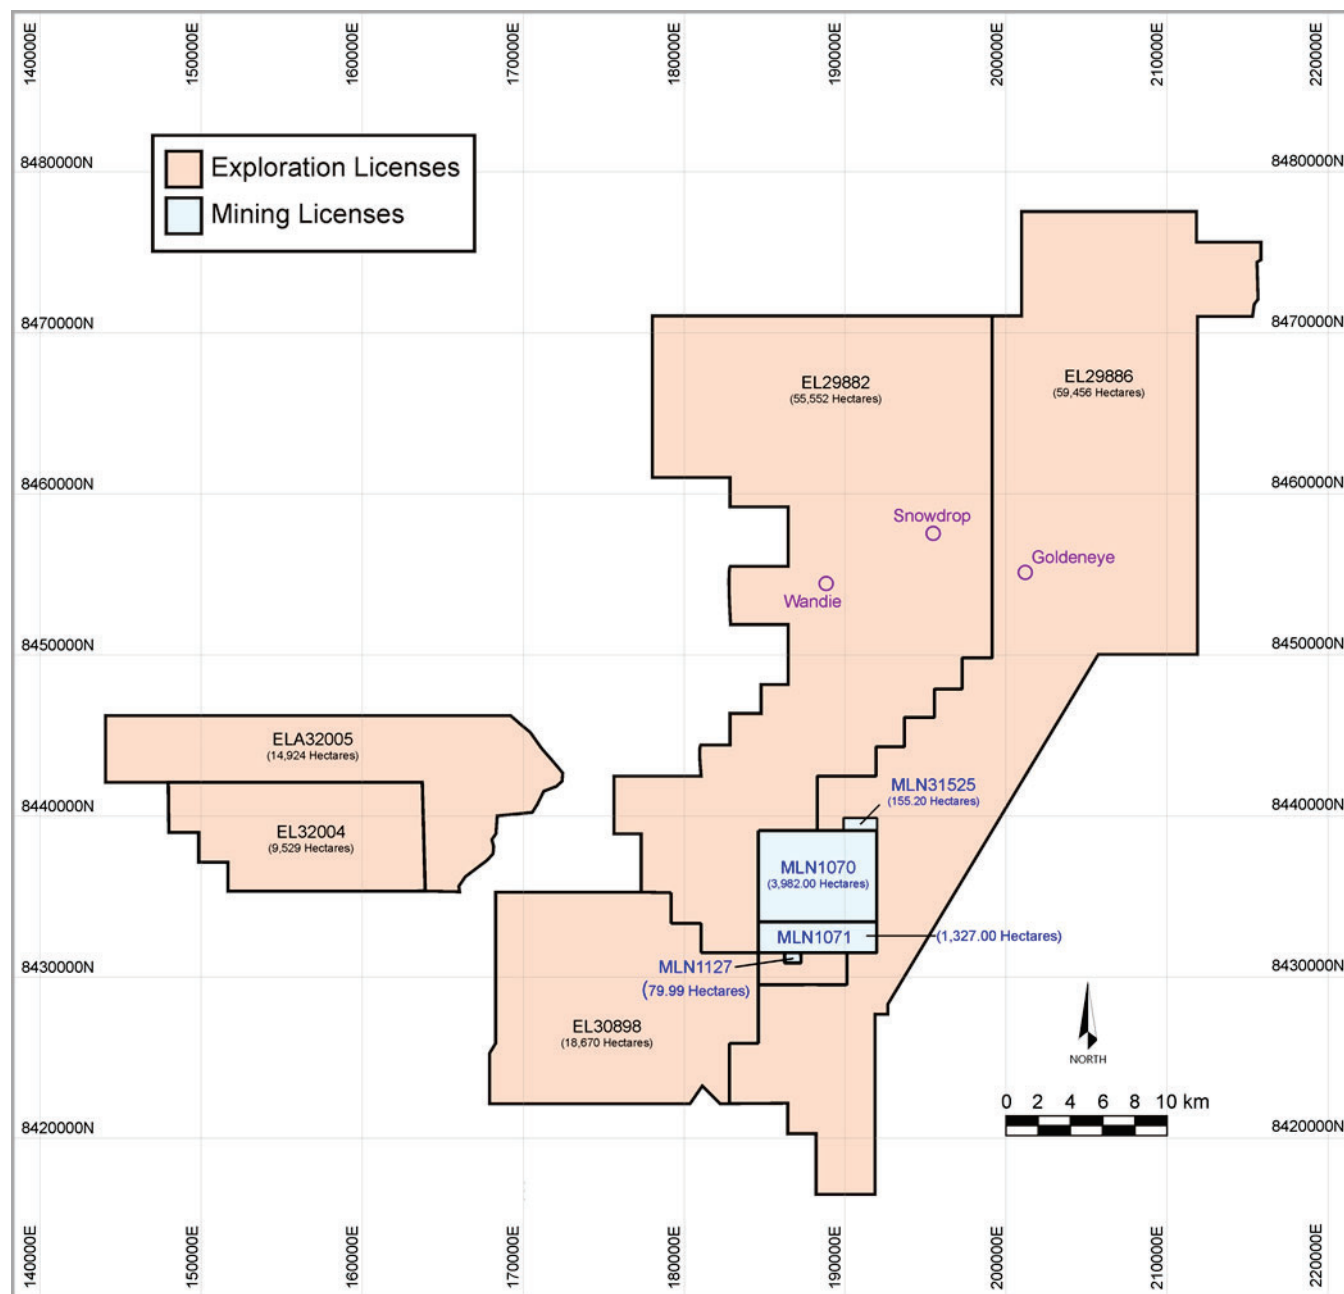 140000E
150000E
160000E
170000E
180000E
190000E
200000E
210000E
220000E
Exploration Licenses
Mining Licenses
8480000N
8480000N
8470000N
8470000N
EL29882
(55,552 Hectares)
EL29886
(59,456 Hectares)
8460000N
8460000N
Snowdrop
Goldeneye
Wandie
8450000N
8450000N
ELA32005
(14,924 Hectares)
MLN31525
(155.20 Hectares)
8440000N
8440000N
EL32004
(9,529 Hectares)
MLN1070
(3,982.00 Hectares)
MLN1071
(1,327.00 Hectares)
8430000N
8430000N
MLN1127
(79.99 Hectares)
EL30898
(18,670 Hectares)
NORTH
0 2 4 6 8 10 km
8420000N
8420000N
140000E
150000E
160000E
170000E
180000E
190000E
200000E
210000E
220000E